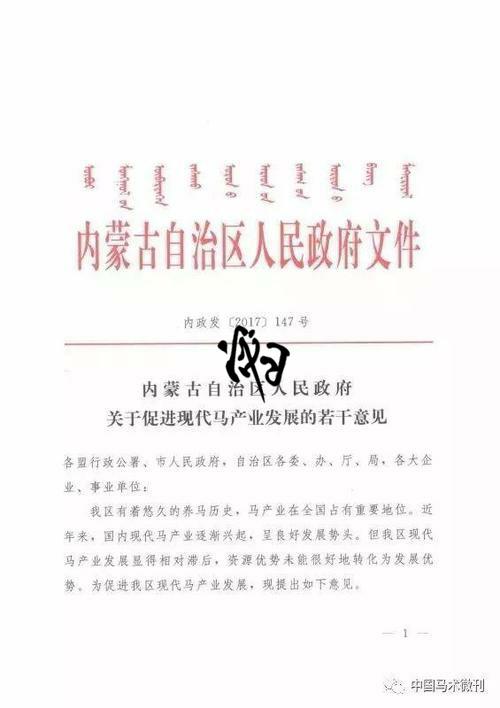 内蒙古自治区人民政府文件
内政发〔2017〕147号
内蒙古自治区人民政府
关于促进现代马产业发展的若干意见
各盟行政公署、市人民政府，自治区各委、办、厅、局，各大企
业、事业单位：
我区有着悠久的养马历史，马产业在全国占有重要地位。近
年来，国内现代马产业逐渐兴起，呈良好发展势头。但我区现代
马产业发展显得相对滞后，资源优势未能很好地转化为发展优
势。为促进我区现代马产业发展，现提出如下意见。
— 1 —
中国马术微刊